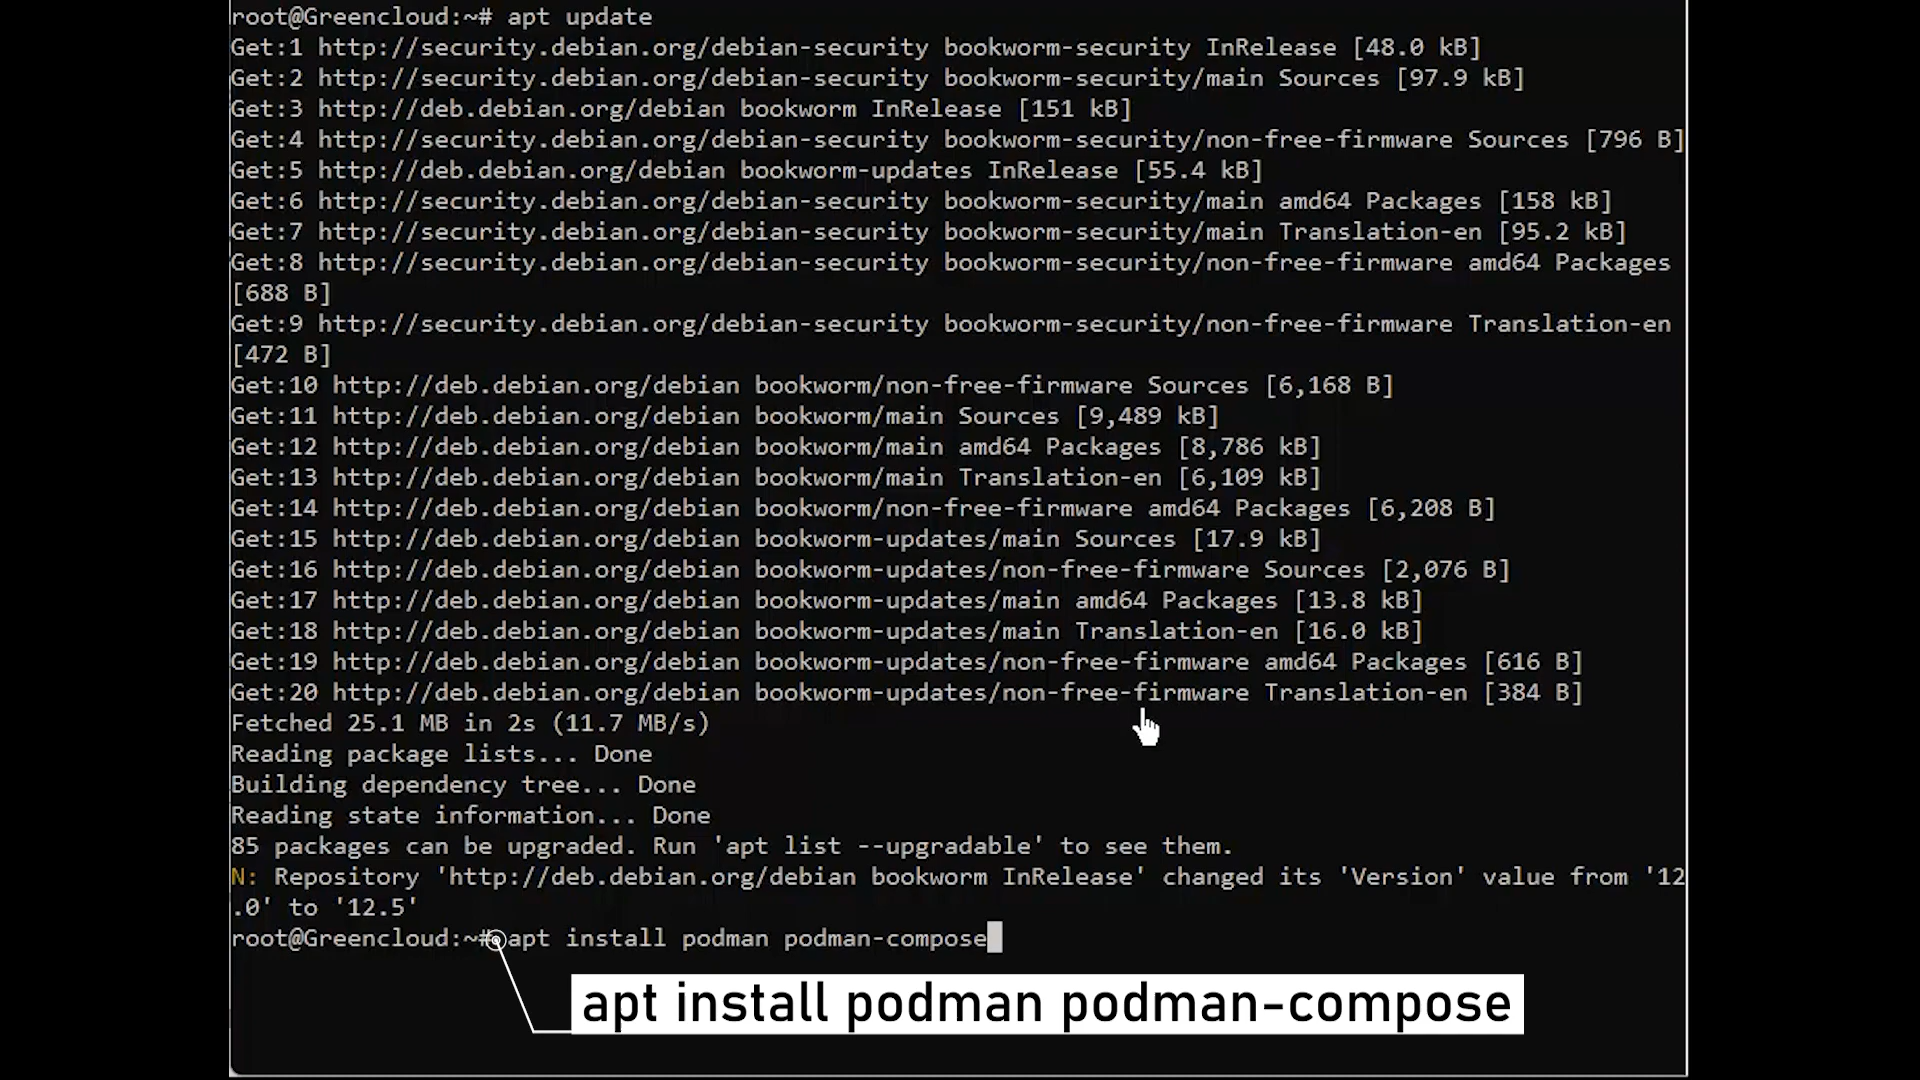 root@Greencloud:~# apt update
Get:1 http://security.debian.org/debian-security bookworm-security InRelease [48.0 kB]
Get:2 http://security.debian.org/debian-security bookworm-security/main Sources [97.9 kB]
Get:3 http://deb.debian.org/debian bookworm InRelease [151 kB]
Get:4 http://security.debian.org/debian-security bookworm-security/non-free-firmware Sources [796 B]
Get:5 http://deb.debian.org/debian bookworm-updates InRelease [55.4 kB]
Get:6 http://security.debian.org/debian-security bookworm-security/main amd64 Packages [158 kB]
Get:7 http://security.debian.org/debian-security bookworm-security/main Translation-en [95.2 kB]
Get:8 http://security.debian.org/debian-security bookworm-security/non-free-firmware amd64 Packages
[688 B]
Get:9 http://security.debian.org/debian-security bookworm-security/non-free-firmware Translation-en
[472 B]
Get:10 http://deb.debian.org/debian bookworm/non-free-firmware Sources [6,168 B]
Get:11 http://deb.debian.org/debian bookworm/main Sources [9,489 kB]
Get:12 http://deb.debian.org/debian bookworm/main amd64 Packages [8,786 kB]
Get:13 http://deb.debian.org/debian bookworm/main Translation-en [6,109 kB]
Get:14 http://deb.debian.org/debian bookworm/non-free-firmware amd64 Packages [6,208 B]
Get:15 http://deb.debian.org/debian bookworm-updates/main Sources [17.9 kB]
Get:16 http://deb.debian.org/debian bookworm-updates/non-free-firmware Sources [2,076 B]
Get:17 http://deb.debian.org/debian bookworm-updates/main amd64 Packages [13.8 kB]
Get:18 http://deb.debian.org/debian bookworm-updates/main Translation-en [16.0 kB]
Get:19 http://deb.debian.org/debian bookworm-updates/non-free-firmware amd64 Packages [616 B]
Get:20 http://deb.debian.org/debian bookworm-updates/non-free-firmware Translation-en [384 B]
Fetched 25.1 MB in 2s (11.7 MB/s)
Reading package lists... Done
Building dependency tree... Done
Reading state information... Done
85 packages can be upgraded. Run 'apt list --upgradable' to see them.
N: Repository 'http://deb.debian.org/debian bookworm InRelease' changed its 'Version' value from '12
.0' to '12.5'
root@Greencloud:~# apt install podman podman-compose
apt install podman podman-compose